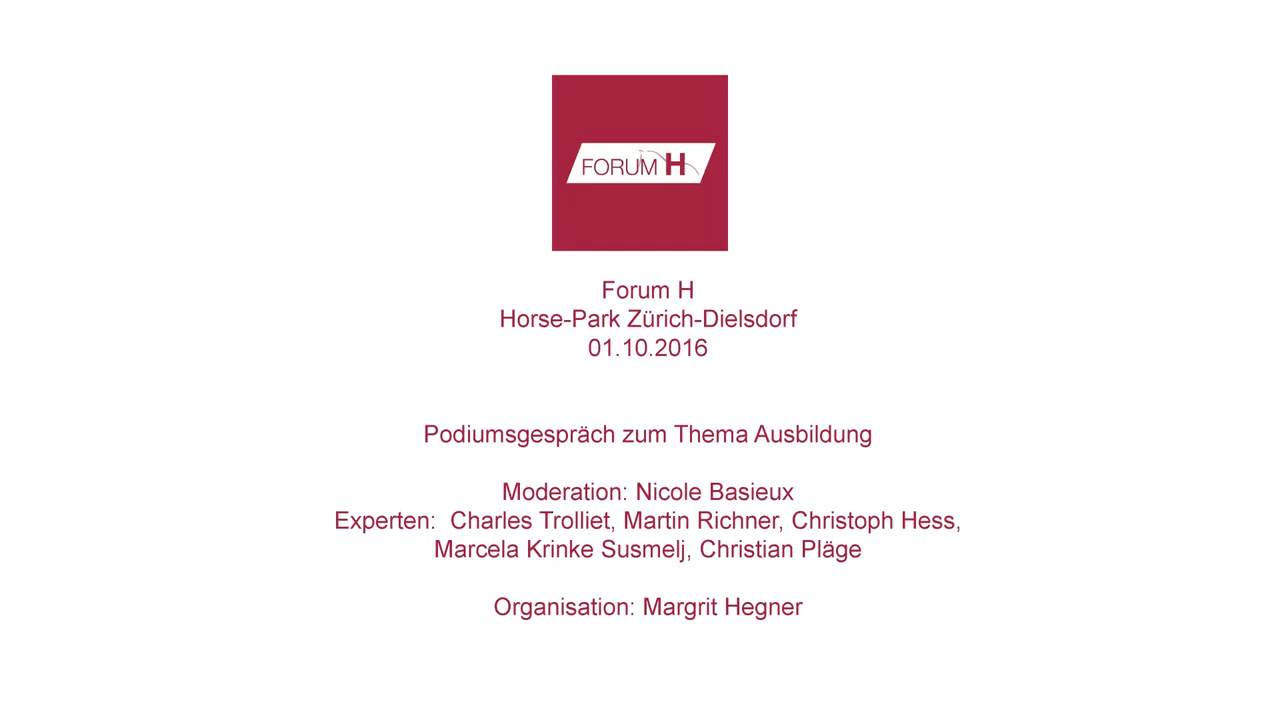 FORUM H
Forum H
Horse-Park Zürich-Dielsdorf
01.10.2016
Podiumsgespräch zum Thema Ausbildung
Moderation: Nicole Basieux
Experten:  Charles Trolliet, Martin Richner, Christoph Hess,
Marcela Krinke Susmelj, Christian Pläge
Organisation: Margrit Hegner